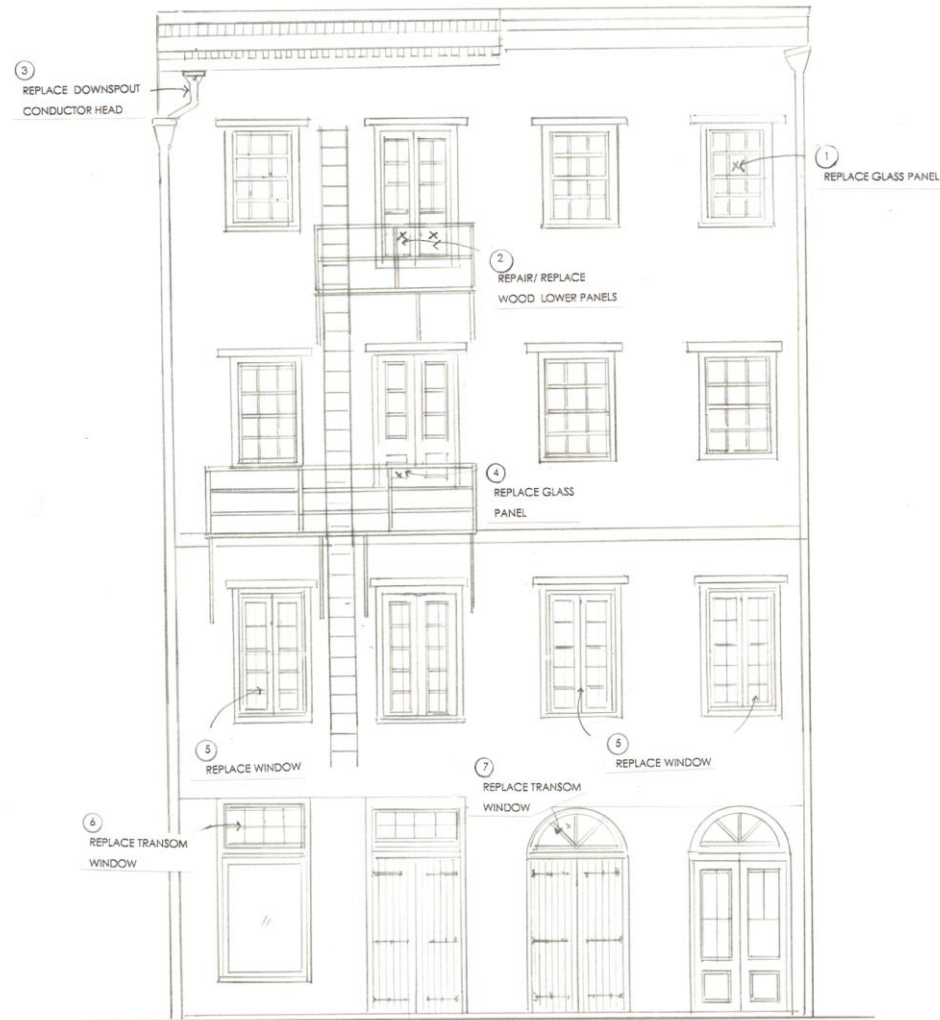 3
REPLACE DOWNSPOUT
CONDUCTOR HEAD
1
REPLACE GLASS PANEL
2
REPAIR/ REPLACE
WOOD LOWER PANELS
4
REPLACE GLASS
PANEL
5
REPLACE WINDOW
5
REPLACE WINDOW
7
REPLACE TRANSOM
WINDOW
6
REPLACE TRANSOM
WINDOW